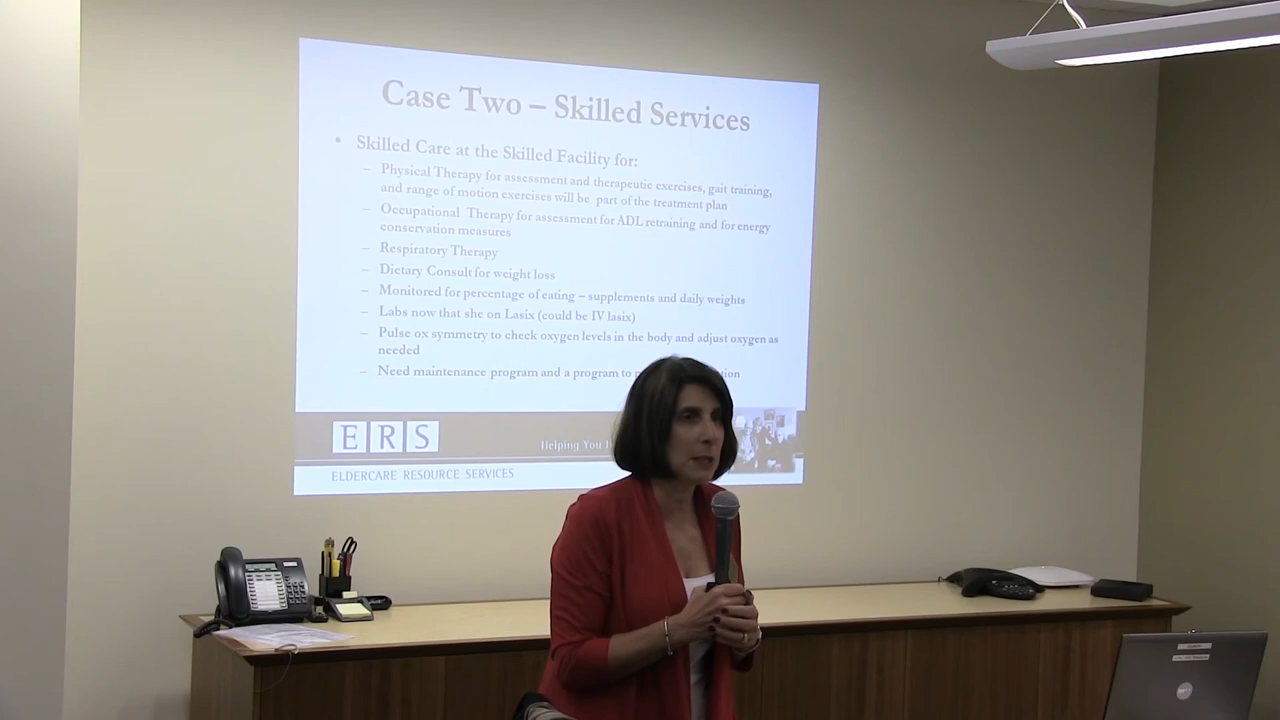 Case Two – Skilled Services
• Skilled Care at the Skilled Facility for:
– Physical Therapy for assessment and therapeutic exercises, gait training,
and range of motion exercises will be part of the treatment plan
– Occupational Therapy for assessment for ADL retraining and for energy
conservation measures
– Respiratory Therapy
– Dietary Consult for weight loss
– Monitored for percentage of eating – supplements and daily weights
– Labs now that she on Lasix (could be IV lasix)
– Pulse ox symmetry to check oxygen levels in the body and adjust oxygen as
needed
– Need maintenance program and a program to
ERS
Helping You
ELDERCARE RESOURCE SERVICES